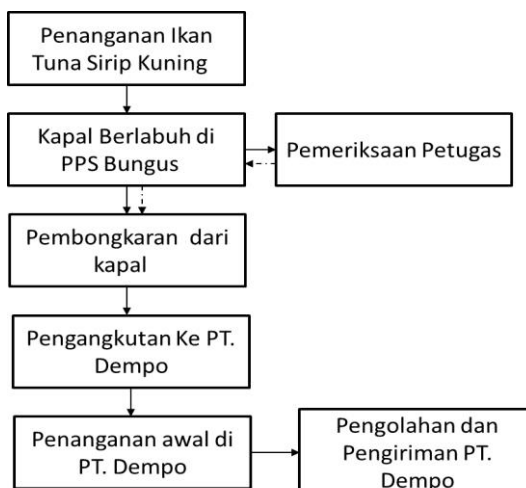 Penanganan Ikan
Tuna Sirip Kuning
Kapal Berlabuh di
PPS Bungus
Pemeriksaan Petugas
Pembongkaran dari
kapal
Pengangkutan Ke PT.
Dempo
Penanganan awal di
PT. Dempo
Pengolahan dan
Pengiriman PT.
Dempo